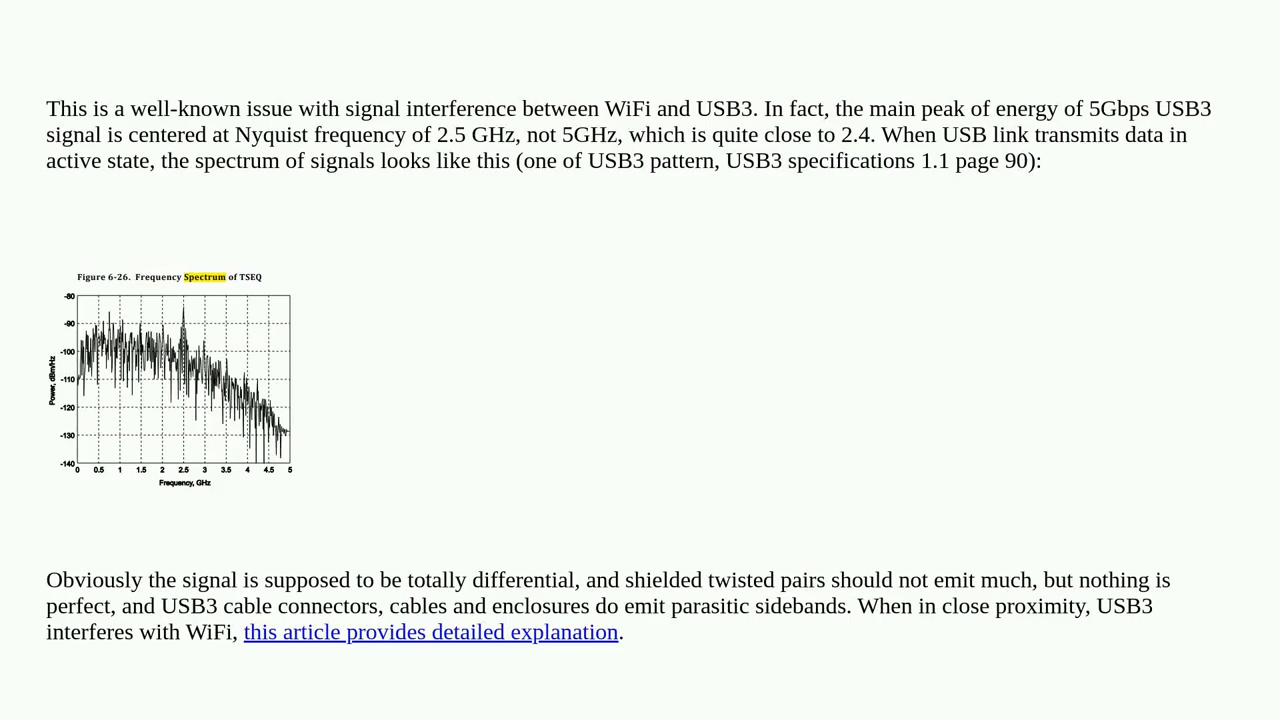 This is a well-known issue with signal interference between WiFi and USB3. In fact, the main peak of energy of 5Gbps USB3
signal is centered at Nyquist frequency of 2.5 GHz, not 5GHz, which is quite close to 2.4. When USB link transmits data in
active state, the spectrum of signals looks like this (one of USB3 pattern, USB3 specifications 1.1 page 90):
Figure 6-26. Frequency Spectrum of TSEQ
-80
-90
-100
-110
-120
-130
-140
Power, dBm/Hz
0 0.5 1 1.5 2 2.5 3 3.5 4 4.5 5
Frequency, GHz
Obviously the signal is supposed to be totally differential, and shielded twisted pairs should not emit much, but nothing is
perfect, and USB3 cable connectors, cables and enclosures do emit parasitic sidebands. When in close proximity, USB3
interferes with WiFi, this article provides detailed explanation.